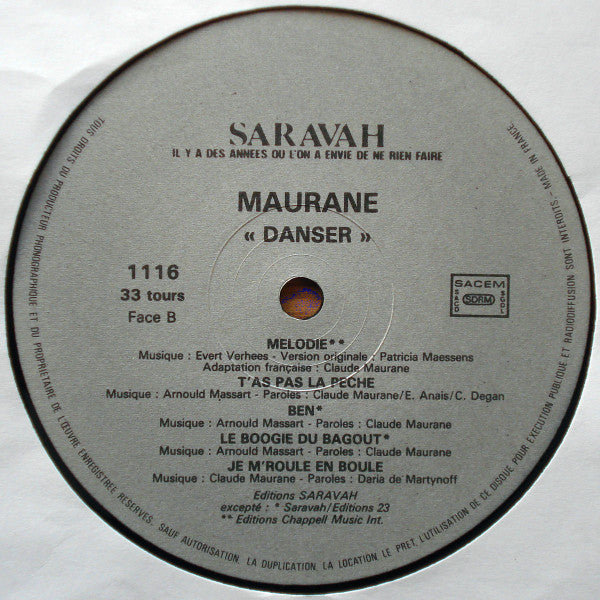 SARAVAH
IL Y A DES ANNEES OU L'ON A ENVIE DE NE RIEN FAIRE
MAURANE
« DANSER »
1116
33 tours
Face B
SACEM
SACD SDRM SGDL
MELODIE**
Musique : Evert Verhees - Version originale : Patricia Maessens
Adaptation française : Claude Maurane
T'AS PAS LA PECHE
Musique : Arnould Massart - Paroles : Claude Maurane/E. Anais/C. Degan
BEN*
Musique : Arnould Massart - Paroles : Claude Maurane
LE BOOGIE DU BAGOUT*
Musique : Arnould Massart - Paroles : Claude Maurane
JE M'ROULE EN BOULE
Musique : Claude Maurane - Paroles : Daria de Martynoff
Editions SARAVAH
excepté : * Saravah/Editions 23
** Editions Chappell Music Int.
TOUS DROITS DU PRODUCTEUR PHONOGRAPHIQUE ET DU PROPRIETAIRE DE L'ŒUVRE ENREGISTREE RESERVES. SAUF AUTORISATION, LA DUPLICATION, LA LOCATION, LE PRET, L'UTILISATION DE CE DISQUE POUR EXECUTION PUBLIQUE ET RADIODIFFUSION SONT INTERDITS - MADE IN FRANCE